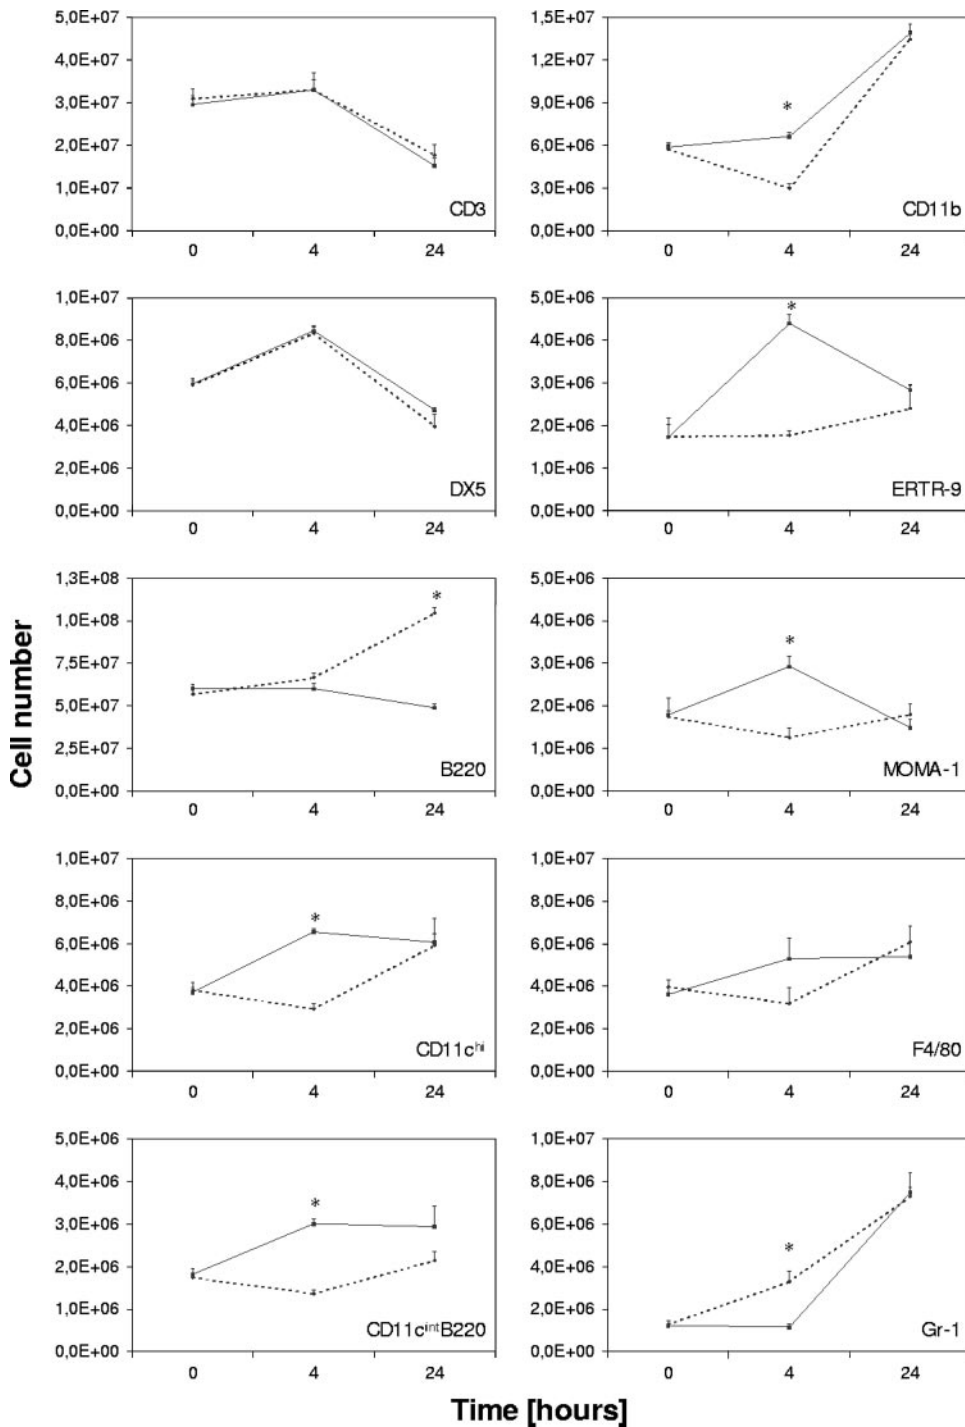 5,0E+07
4,0E+07
3,0E+07
2,0E+07
1,0E+07
0,0E+00
CD3
0 4 24
1,5E+07
1,2E+07
9,0E+06
6,0E+06
3,0E+06
0,0E+00
*
CD11b
0 4 24
1,0E+07
8,0E+06
6,0E+06
4,0E+06
2,0E+06
0,0E+00
DX5
0 4 24
5,0E+06
4,0E+06
3,0E+06
2,0E+06
1,0E+06
0,0E+00
*
ERTR-9
0 4 24
Cell number
1,3E+08
1,0E+08
7,5E+07
5,0E+07
2,5E+07
0,0E+00
*
B220
0 4 24
5,0E+06
4,0E+06
3,0E+06
2,0E+06
1,0E+06
0,0E+00
*
MOMA-1
0 4 24
1,0E+07
8,0E+06
6,0E+06
4,0E+06
2,0E+06
0,0E+00
*
CD11cʰⁱ
0 4 24
1,0E+07
8,0E+06
6,0E+06
4,0E+06
2,0E+06
0,0E+00
F4/80
0 4 24
5,0E+06
4,0E+06
3,0E+06
2,0E+06
1,0E+06
0,0E+00
*
CD11cⁱⁿᵗB220
0 4 24
1,0E+07
8,0E+06
6,0E+06
4,0E+06
2,0E+06
0,0E+00
*
Gr-1
0 4 24
Time [hours]